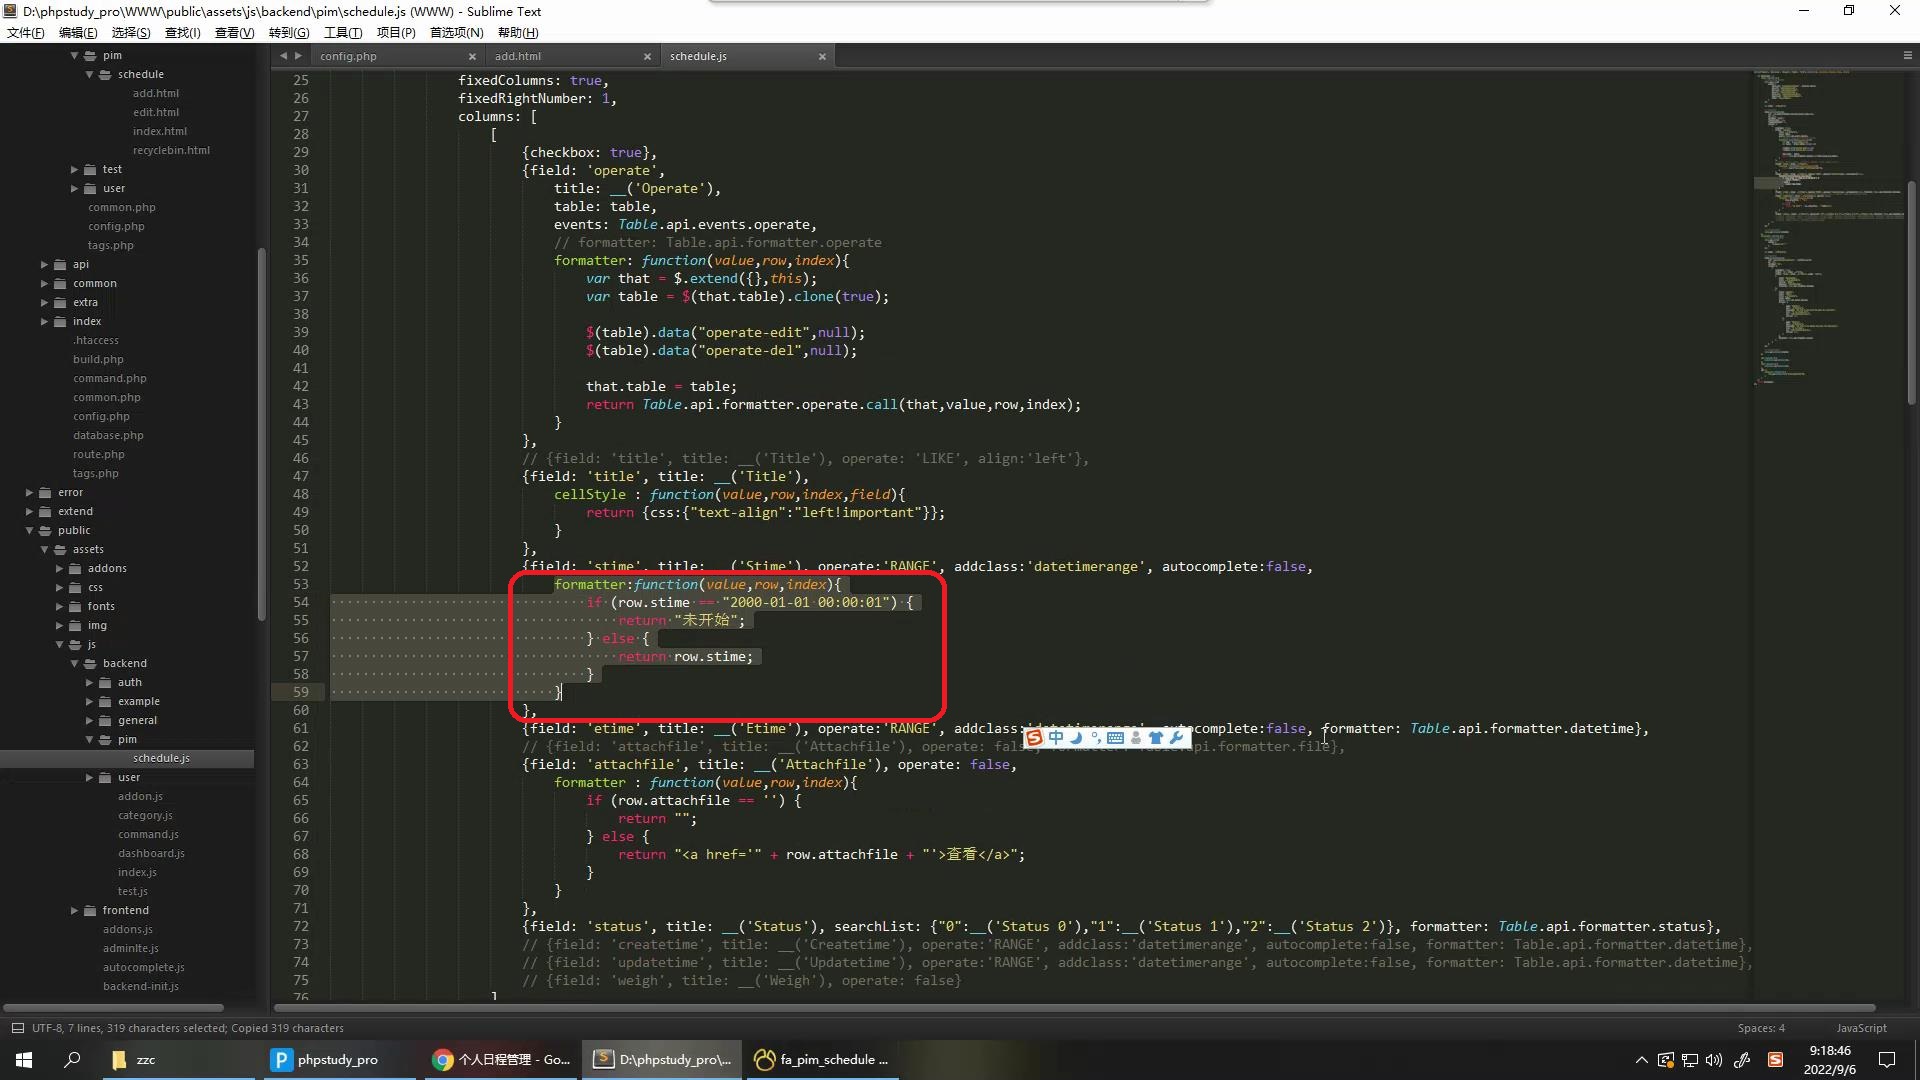 D:\phpstudy_pro\WWW\public\assets\js\backend\pim\schedule.js (WWW) - Sublime Text
文件(F) 编辑(E) 选择(S) 查找(I) 查看(V) 转到(G) 工具(T) 项目(P) 首选项(N) 帮助(H)
config.php add.html schedule.js
pim
schedule
add.html
edit.html
index.html
recyclebin.html
test
user
common.php
config.php
tags.php
api
common
extra
index
.htaccess
build.php
command.php
common.php
config.php
database.php
route.php
tags.php
error
extend
public
assets
addons
css
fonts
img
js
backend
auth
example
general
pim
schedule.js
user
addon.js
category.js
command.js
dashboard.js
index.js
test.js
frontend
addons.js
adminlte.js
autocomplete.js
backend-init.js
25 fixedColumns: true,
26 fixedRightNumber: 1,
27 columns: [
28 [
29 {checkbox: true},
30 {field: 'operate',
31 title: __('Operate'),
32 table: table,
33 events: Table.api.events.operate,
34 // formatter: Table.api.formatter.operate
35 formatter: function(value,row,index){
36 var that = $.extend({},this);
37 var table = $(that.table).clone(true);
38
39 $(table).data("operate-edit",null);
40 $(table).data("operate-del",null);
41
42 that.table = table;
43 return Table.api.formatter.operate.call(that,value,row,index);
44 }
45 },
46 // {field: 'title', title: __('Title'), operate: 'LIKE', align:'left'},
47 {field: 'title', title: __('Title'),
48 cellStyle : function(value,row,index,field){
49 return {css:{"text-align":"left!important"}};
50 }
51 },
52 {field: 'stime', title: __('Stime'), operate:'RANGE', addclass:'datetimerange', autocomplete:false,
53 formatter:function(value,row,index){
54 if (row.stime == "2000-01-01 00:00:01") {
55 return "未开始";
56 } else {
57 return row.stime;
58 }
59 }
60 },
61 {field: 'etime', title: __('Etime'), operate:'RANGE', addclass:'datetimerange', autocomplete:false, formatter: Table.api.formatter.datetime},
62 // {field: 'attachfile', title: __('Attachfile'), operate: false, formatter: Table.api.formatter.file},
中
63 {field: 'attachfile', title: __('Attachfile'), operate: false,
64 formatter : function(value,row,index){
65 if (row.attachfile == '') {
66 return "";
67 } else {
68 return "<a href='" + row.attachfile + "'>查看</a>";
69 }
70 }
71 },
72 {field: 'status', title: __('Status'), searchList: {"0":__('Status 0'),"1":__('Status 1'),"2":__('Status 2')}, formatter: Table.api.formatter.status},
73 // {field: 'createtime', title: __('Createtime'), operate:'RANGE', addclass:'datetimerange', autocomplete:false, formatter: Table.api.formatter.datetime},
74 // {field: 'updatetime', title: __('Updatetime'), operate:'RANGE', addclass:'datetimerange', autocomplete:false, formatter: Table.api.formatter.datetime},
75 // {field: 'weigh', title: __('Weigh'), operate: false}
76 ]
UTF-8, 7 lines, 319 characters selected; Copied 319 characters Spaces: 4 JavaScript
zzc phpstudy_pro 个人日程管理 - Go... D:\phpstudy_pro\... fa_pim_schedule ... 9:18:46
2022/9/6